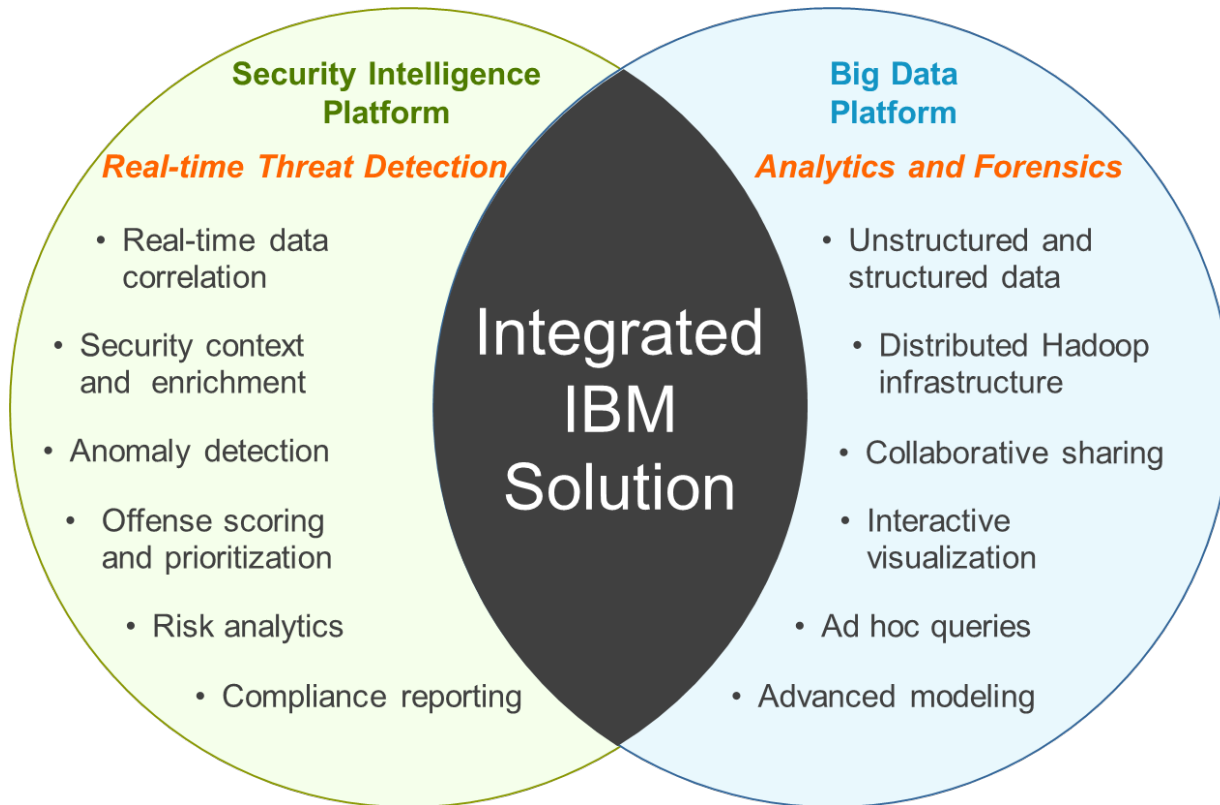 Security Intelligence
Platform
Real-time Threat Detection
• Real-time data
correlation
• Security context
and enrichment
• Anomaly detection
• Offense scoring
and prioritization
• Risk analytics
• Compliance reporting
Integrated
IBM
Solution
Big Data
Platform
Analytics and Forensics
• Unstructured and
structured data
• Distributed Hadoop
infrastructure
• Collaborative sharing
• Interactive
visualization
• Ad hoc queries
• Advanced modeling